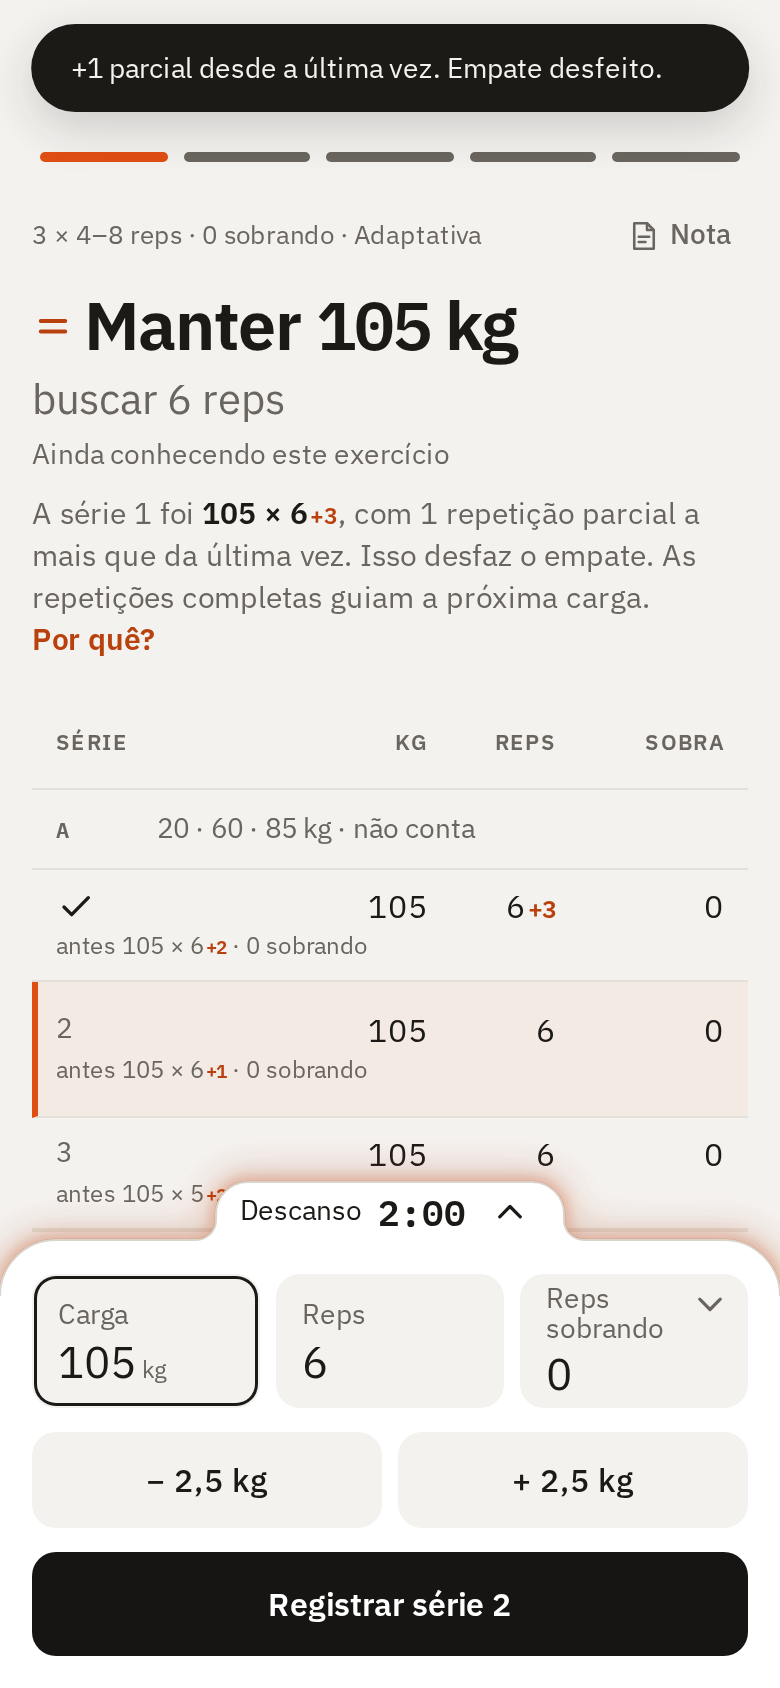 +1 parcial desde a última vez. Empate desfeito.
3 × 4–8 reps · 0 sobrando · Adaptativa
Nota
= Manter 105 kg
buscar 6 reps
Ainda conhecendo este exercício
A série 1 foi 105 × 6+3, com 1 repetição parcial a
mais que da última vez. Isso desfaz o empate. As
repetições completas guiam a próxima carga.
Por quê?
SÉRIE KG REPS SOBRA
A 20 · 60 · 85 kg · não conta
105 6+3 0
antes 105 × 6+2 · 0 sobrando
2 105 6 0
antes 105 × 6+1 · 0 sobrando
3 105 6 0
antes 105 × 5
Descanso 2:00
Carga
105 kg
Reps
6
Reps
sobrando
0
− 2,5 kg
+ 2,5 kg
Registrar série 2